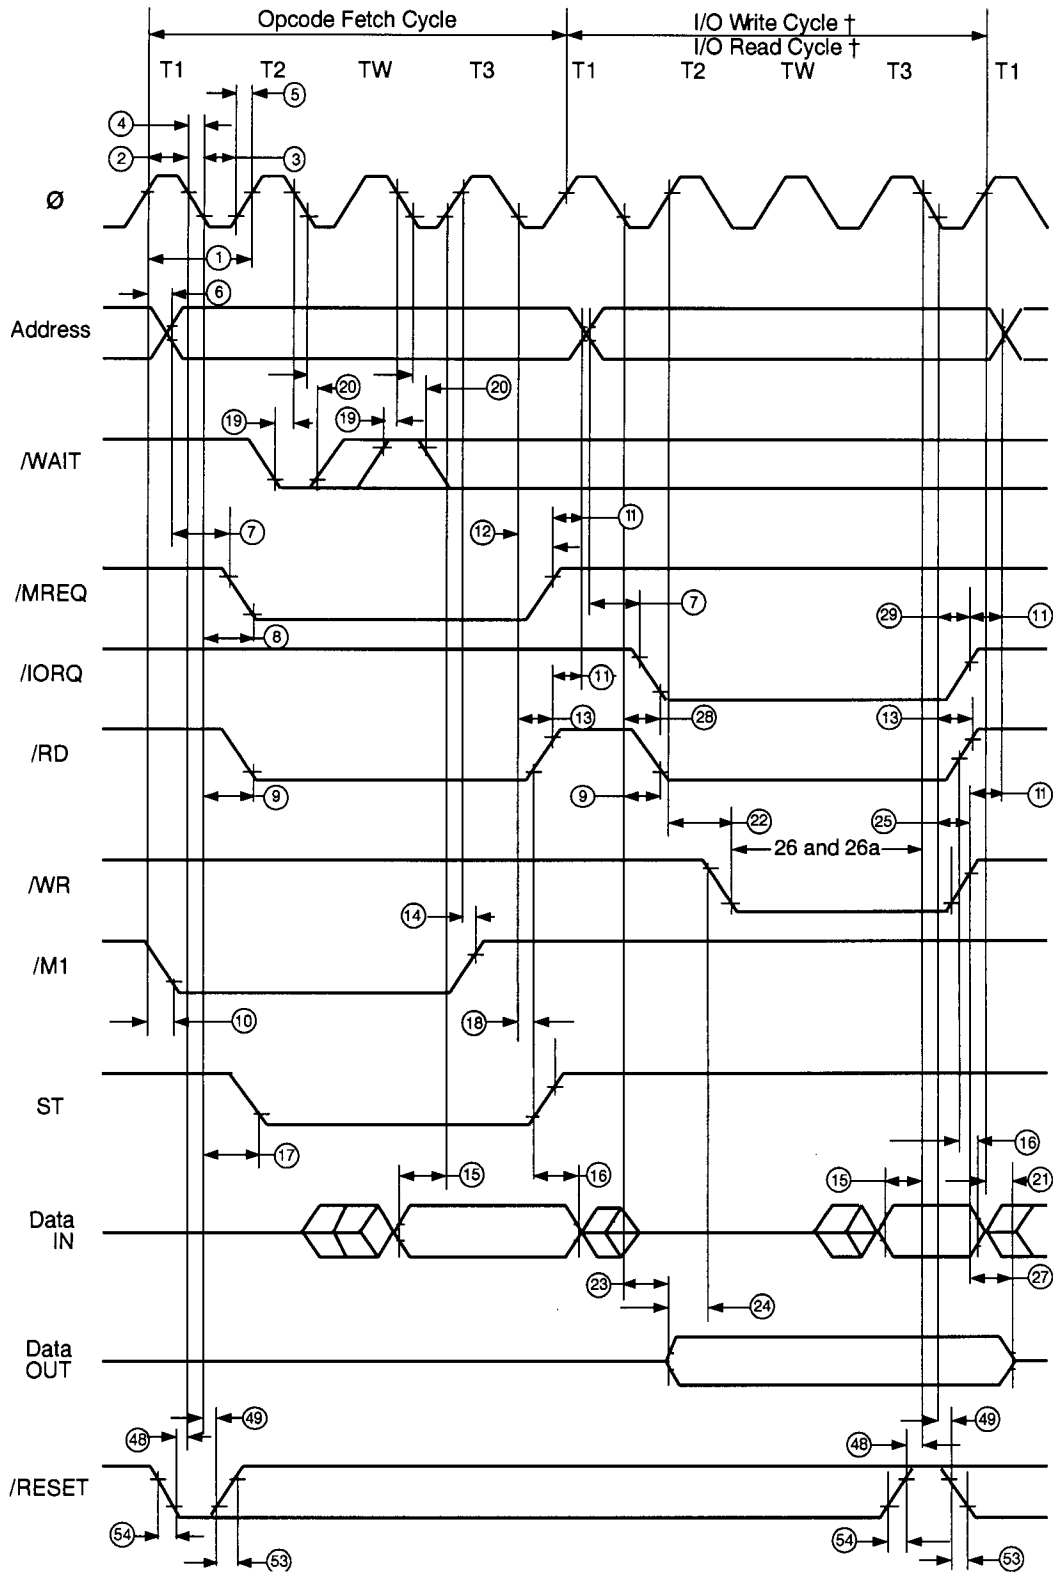 Opcode Fetch Cycle
I/O Write Cycle †
I/O Read Cycle †
T1 T2 TW T3 T1 T2 TW T3 T1
5
4
2 3
Ø
1
6
Address
20 20
19 19
/WAIT
11
7 12
/MREQ
7 29 11
8
/IORQ
11
13 28 13
/RD
9 9 11
22 25
26 and 26a
/WR
14
/M1
10 18
ST
16
17
15 16 15 21
Data
IN
23 27
24
Data
OUT
49 49
48 48
/RESET
54 54
53 53